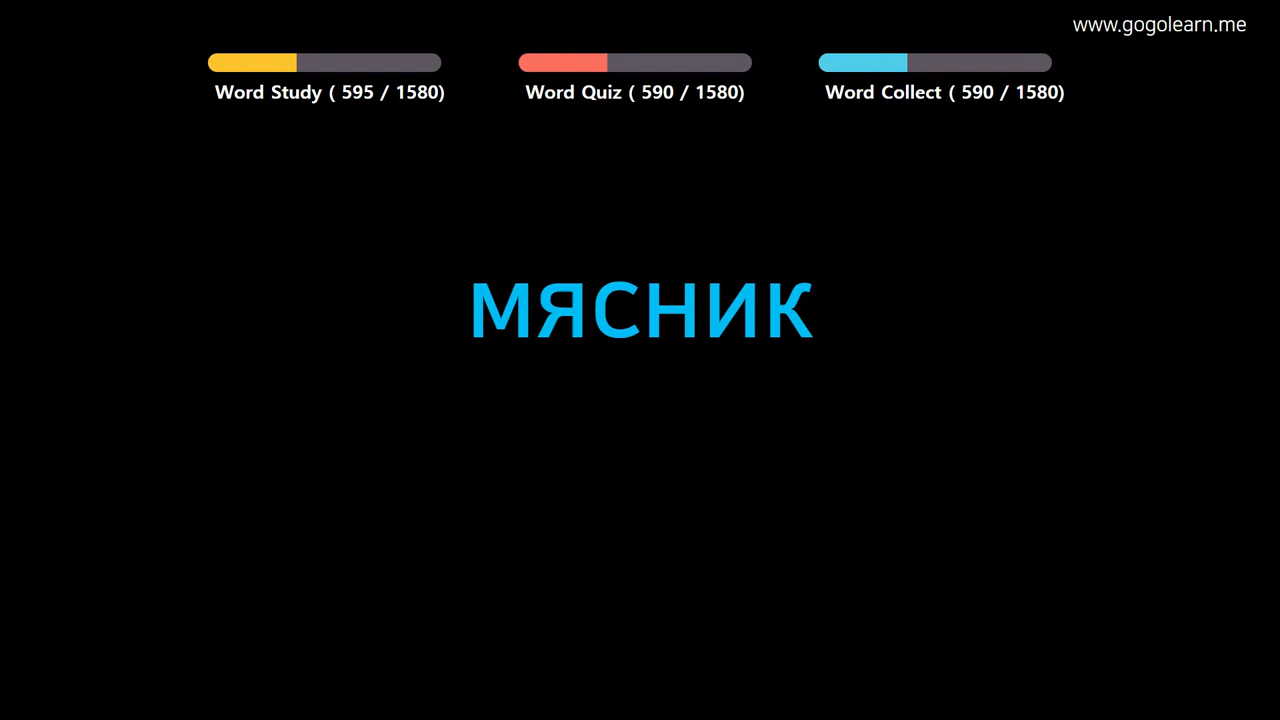 www.gogolearn.me
Word Study ( 595 / 1580)
Word Quiz ( 590 / 1580)
Word Collect ( 590 / 1580)
мясник